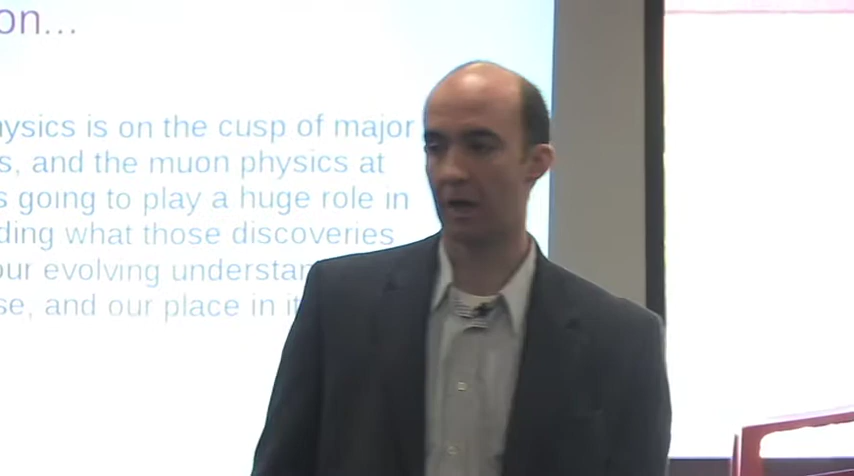 on...
ysics is on the cusp of major
s, and the muon physics at
s going to play a huge role in
ding what those discoveries
our evolving understan
se, and our place in it